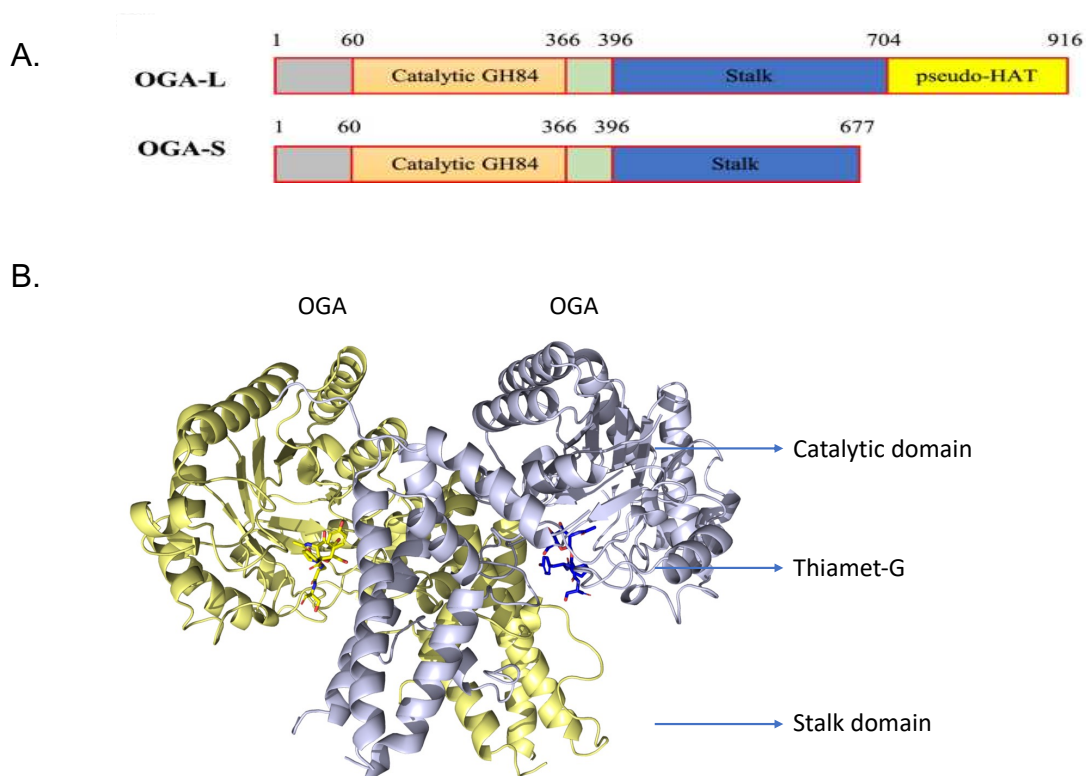 A.
1 60 366 396 704 916
OGA-L Catalytic GH84 Stalk pseudo-HAT
1 60 366 396 677
OGA-S Catalytic GH84 Stalk
B.
OGA OGA
Catalytic domain
Thiamet-G
Stalk domain